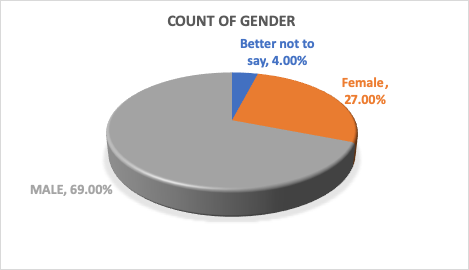 COUNT OF GENDER
Better not to
say, 4.00%
Female ,
27.00%
MALE, 69.00%